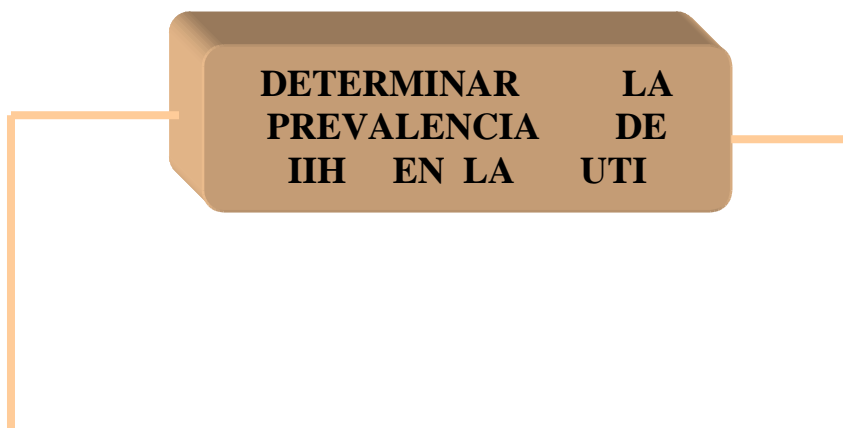 DETERMINAR LA
PREVALENCIA DE
IIH EN LA UTI